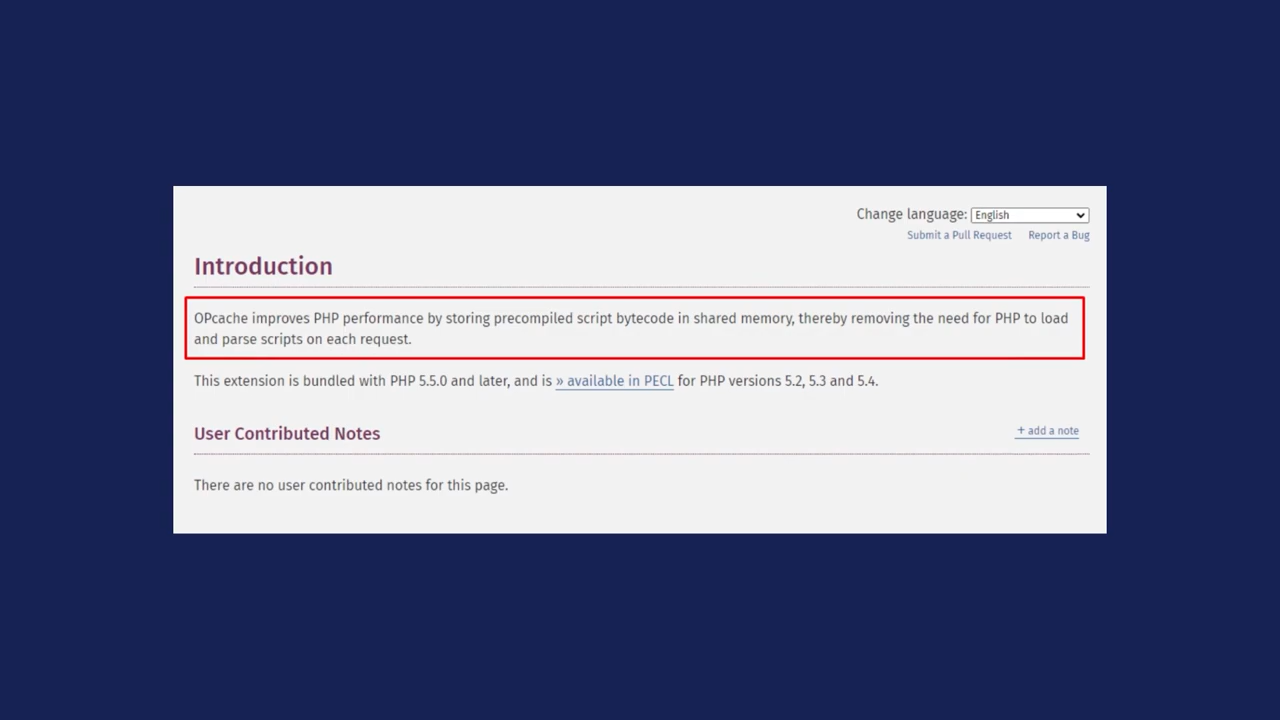 Change language: English
Submit a Pull Request Report a Bug
Introduction
OPcache improves PHP performance by storing precompiled script bytecode in shared memory, thereby removing the need for PHP to load
and parse scripts on each request.
This extension is bundled with PHP 5.5.0 and later, and is » available in PECL for PHP versions 5.2, 5.3 and 5.4.
User Contributed Notes
+ add a note
There are no user contributed notes for this page.